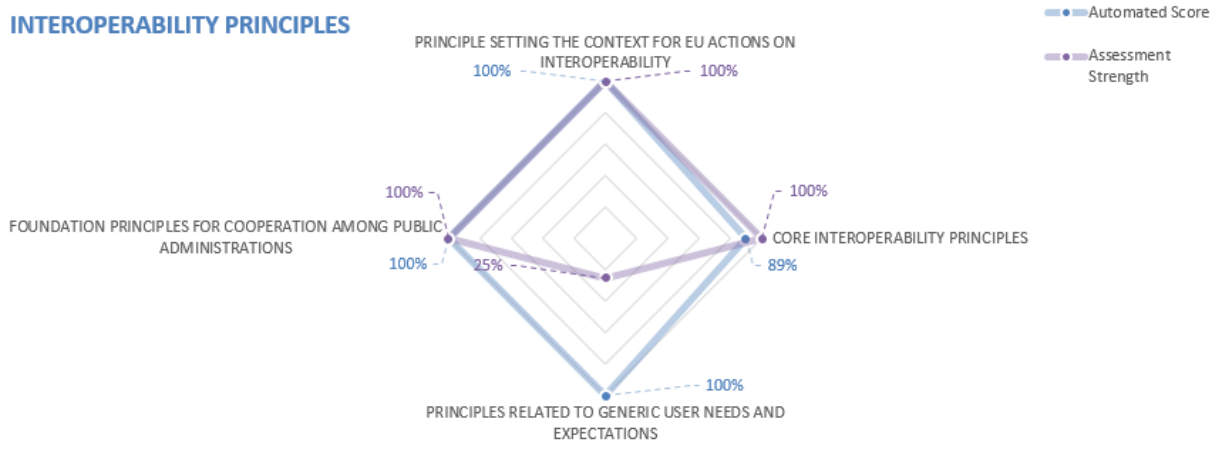 INTEROPERABILITY PRINCIPLES
Automated Score
Assessment
Strength
PRINCIPLE SETTING THE CONTEXT FOR EU ACTIONS ON
INTEROPERABILITY
100%
100%
100%
100%
FOUNDATION PRINCIPLES FOR COOPERATION AMONG PUBLIC
ADMINISTRATIONS
CORE INTEROPERABILITY PRINCIPLES
100%
25%
89%
100%
PRINCIPLES RELATED TO GENERIC USER NEEDS AND
EXPECTATIONS